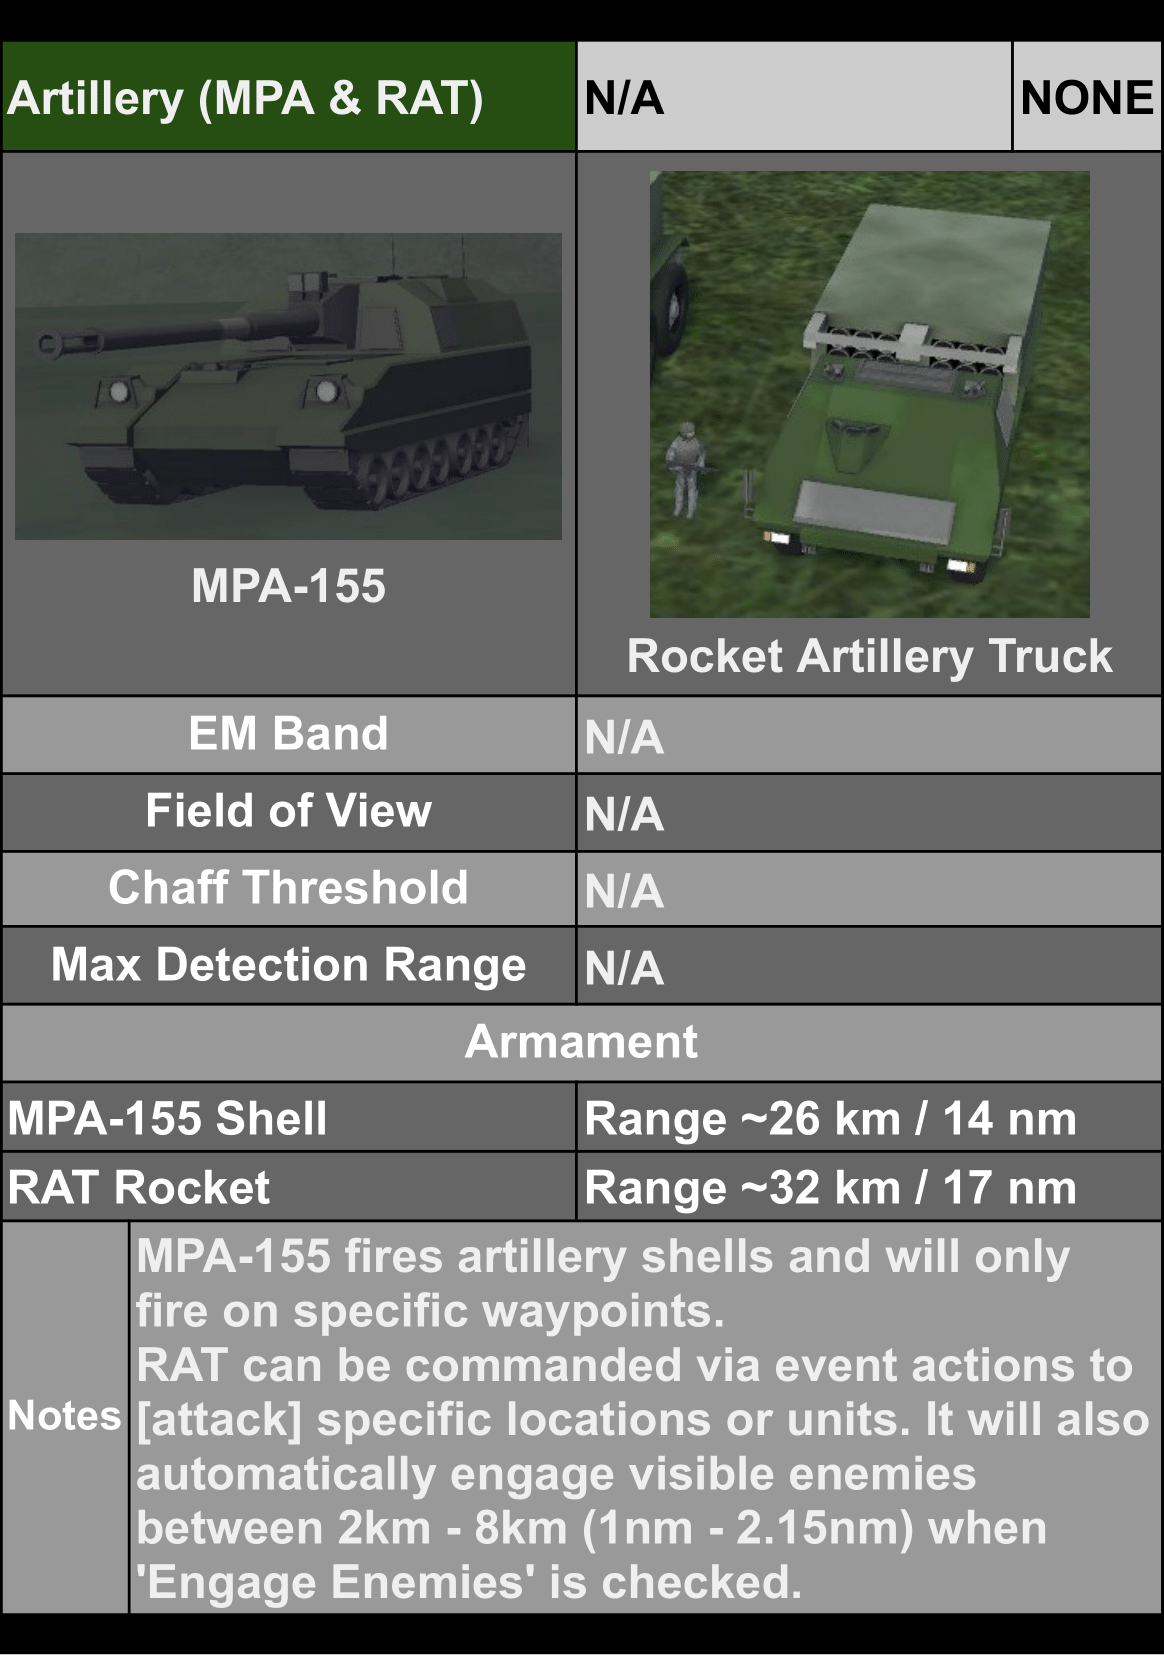 Artillery (MPA & RAT)
N/A
NONE
MPA-155
Rocket Artillery Truck
EM Band
N/A
Field of View
N/A
Chaff Threshold
N/A
Max Detection Range
N/A
Armament
MPA-155 Shell
Range ~26 km / 14 nm
RAT Rocket
Range ~32 km / 17 nm
Notes
MPA-155 fires artillery shells and will only
fire on specific waypoints.
RAT can be commanded via event actions to
[attack] specific locations or units. It will also
automatically engage visible enemies
between 2km - 8km (1nm - 2.15nm) when
'Engage Enemies' is checked.